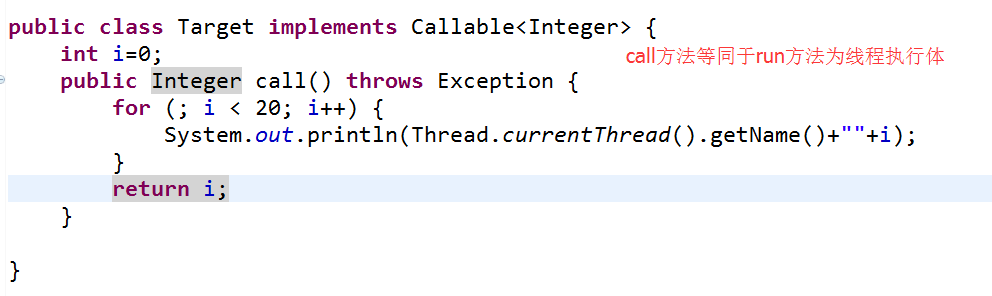 public class Target implements Callable<Integer> {
    int i=0;
call方法等同于run方法为线程执行体
    public Integer call() throws Exception {
        for (; i < 20; i++) {
            System.out.println(Thread.currentThread().getName()+""+i);
        }
        return i;
    }
}